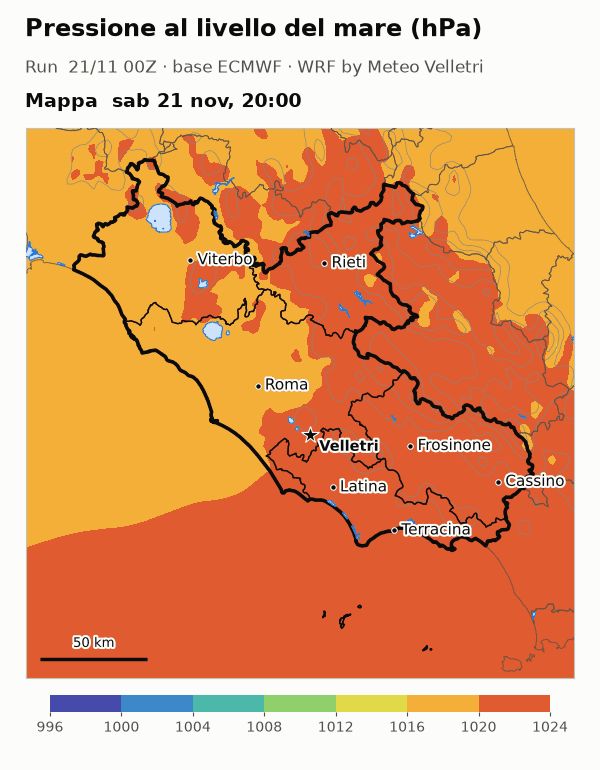 Pressione al livello del mare (hPa)
Run 21/11 00Z · base ECMWF · WRF by Meteo Velletri
Mappa sab 21 nov, 20:00
Viterbo
Rieti
Roma
Velletri
Frosinone
Latina
Cassino
Terracina
50 km
996 1000 1004 1008 1012 1016 1020 1024